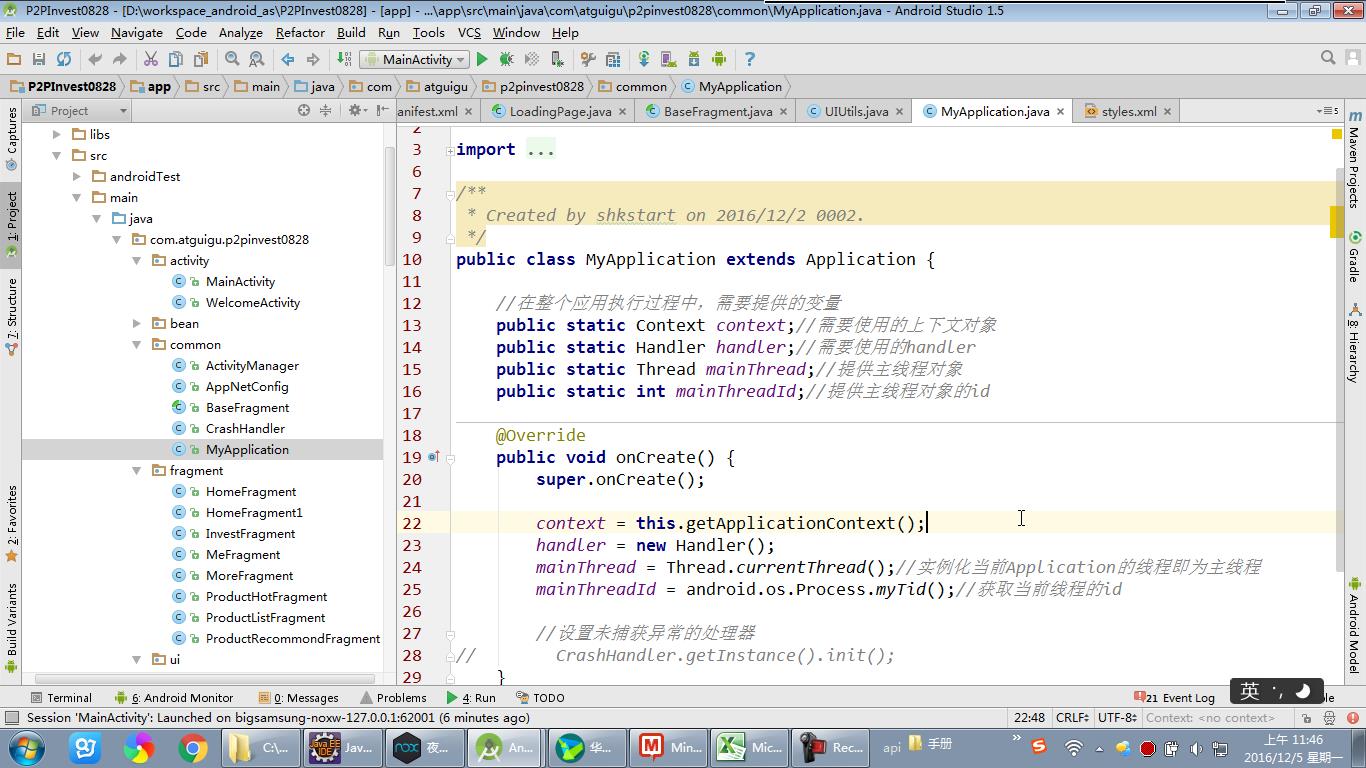 P2PInvest0828 - [D:\workspace_android_as\P2PInvest0828] - [app] - ...\app\src\main\java\com\atguigu\p2pinvest0828\common\MyApplication.java - Android Studio 1.5
File Edit View Navigate Code Analyze Refactor Build Run Tools VCS Window Help
MainActivity
P2PInvest0828 app src main java com atguigu p2pinvest0828 common MyApplication
Project
anifest.xml LoadingPage.java BaseFragment.java UIUtils.java MyApplication.java styles.xml
5
Captures
1: Project
7: Structure
2: Favorites
Build Variants
libs
src
androidTest
main
java
com.atguigu.p2pinvest0828
activity
MainActivity
WelcomeActivity
bean
common
ActivityManager
AppNetConfig
BaseFragment
CrashHandler
MyApplication
fragment
HomeFragment
HomeFragment1
InvestFragment
MeFragment
MoreFragment
ProductHotFragment
ProductListFragment
ProductRecommondFragment
ui
2
3 import ...
6
7 /**
8 * Created by shkstart on 2016/12/2 0002.
9 */
10 public class MyApplication extends Application {
11
12 //在整个应用执行过程中，需要提供的变量
13 public static Context context;//需要使用的上下文对象
14 public static Handler handler;//需要使用的handler
15 public static Thread mainThread;//提供主线程对象
16 public static int mainThreadId;//提供主线程对象的id
17
18 @Override
19 public void onCreate() {
20 super.onCreate();
21
22 context = this.getApplicationContext();
23 handler = new Handler();
24 mainThread = Thread.currentThread();//实例化当前Application的线程即为主线程
25 mainThreadId = android.os.Process.myTid();//获取当前线程的id
26
27 //设置未捕获异常的处理器
28 // CrashHandler.getInstance().init();
29 }
Maven Projects
Gradle
8: Hierarchy
Android Model
Terminal 6: Android Monitor 0: Messages Problems 4: Run TODO 21 Event Log
英
Session 'MainActivity': Launched on bigsamsung-noxw-127.0.0.1:62001 (6 minutes ago) 22:48 CRLF UTF-8 Context: <no context>
C:\... Jav... 夜... An... 华... Min... Mic... Rec... api 手册 »
上午 11:46
2016/12/5 星期一